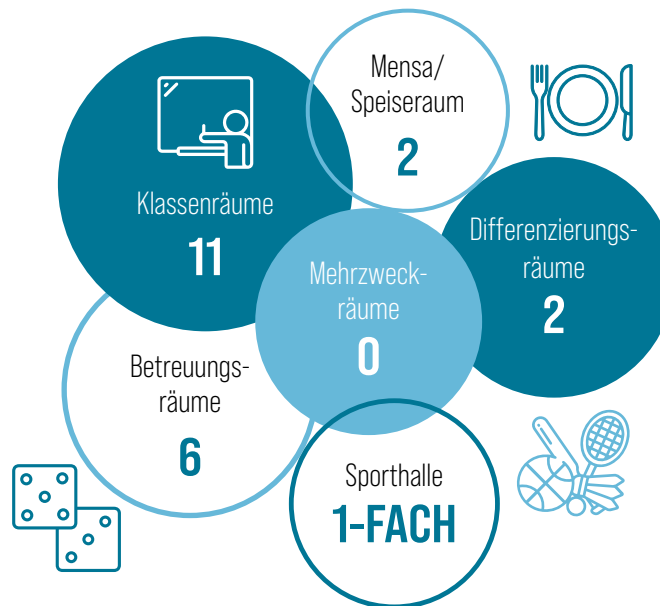 Mensa/
Speiseraum
2
Klassenräume
11
Differenzierungs-
räume
2
Mehrzweck-
räume
0
Betreuungs-
räume
6
Sporthalle
1-FACH